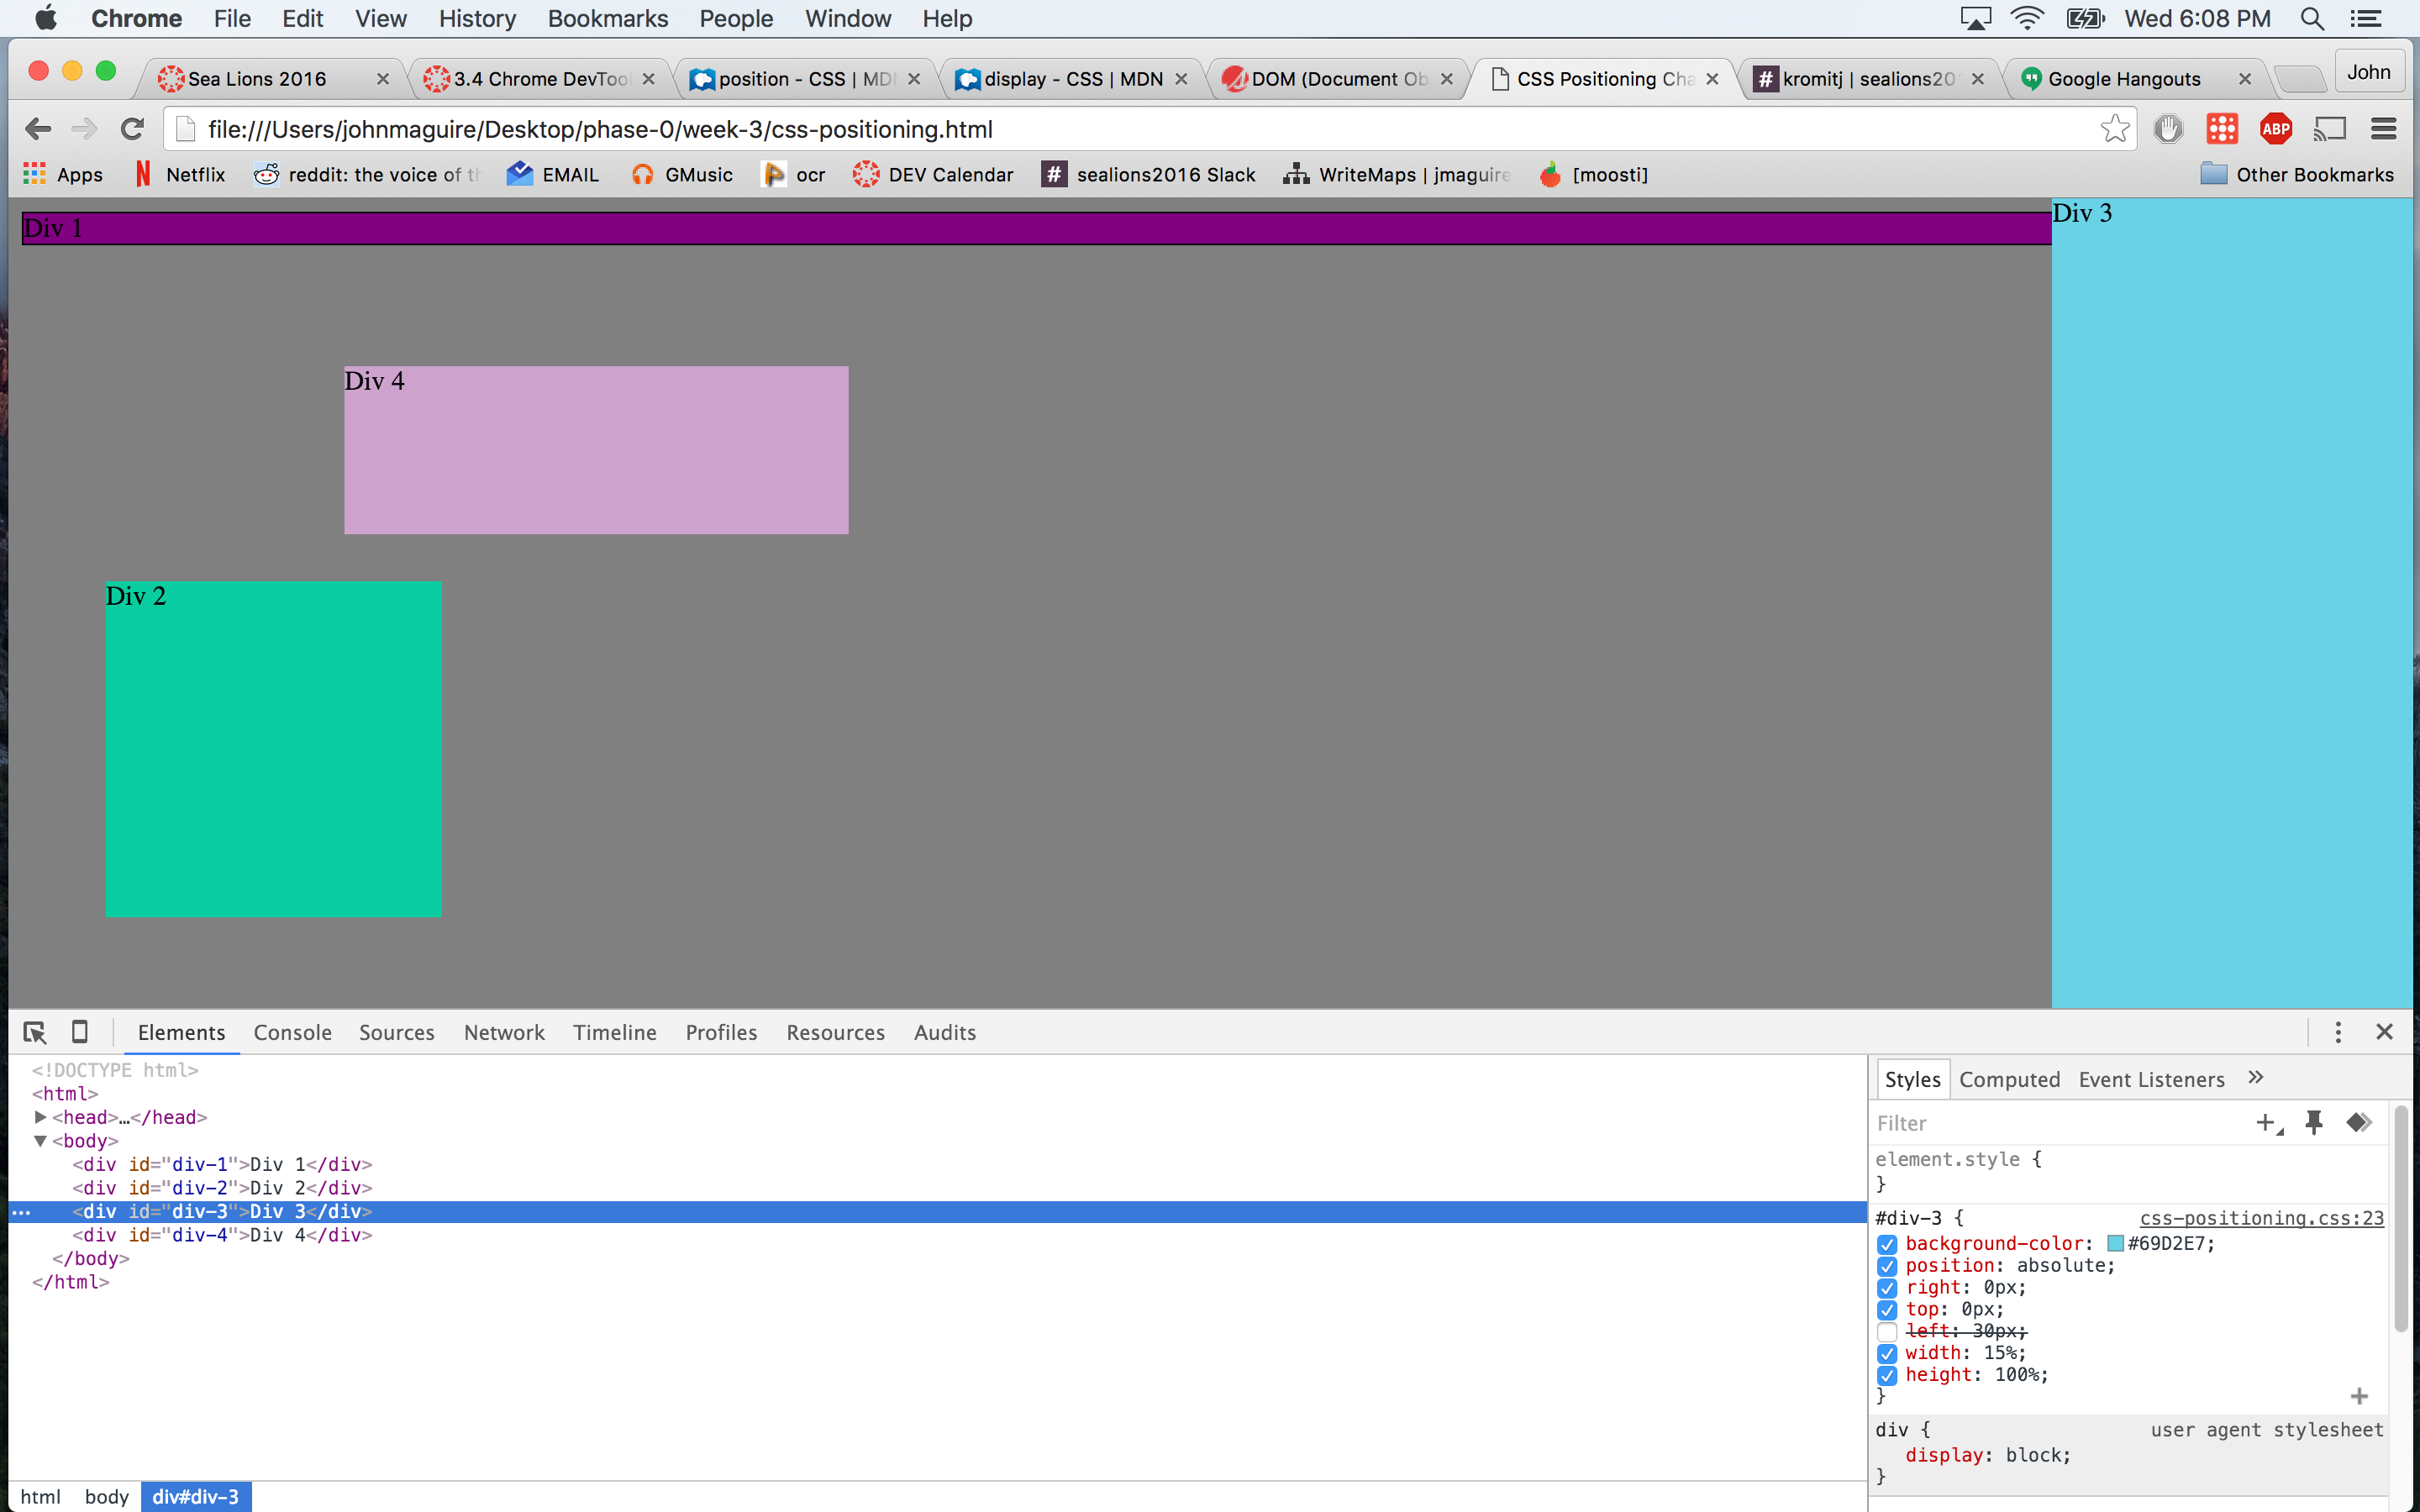 Chrome File Edit View History Bookmarks People Window Help Wed 6:08 PM
Sea Lions 2016 3.4 Chrome DevTool position - CSS | MD display - CSS | MDN DOM (Document Ob CSS Positioning Cha # kromitj | sealions20 Google Hangouts John
file:///Users/johnmaguire/Desktop/phase-0/week-3/css-positioning.html ABP
Apps N Netflix reddit: the voice of t EMAIL GMusic ocr DEV Calendar # sealions2016 Slack WriteMaps | jmaguire [moosti] Other Bookmarks
Div 1
Div 3
Div 4
Div 2
Elements Console Sources Network Timeline Profiles Resources Audits
<!DOCTYPE html>
<html>
<head>…</head>
<body>
<div id="div-1">Div 1</div>
<div id="div-2">Div 2</div>
... <div id="div-3">Div 3</div>
<div id="div-4">Div 4</div>
</body>
</html>
html body div#div-3
Styles Computed Event Listeners »
Filter
element.style {
}
#div-3 { css-positioning.css:23
background-color: #69D2E7;
position: absolute;
right: 0px;
top: 0px;
left: 30px;
width: 15%;
height: 100%;
}
div { user agent stylesheet
display: block;
}